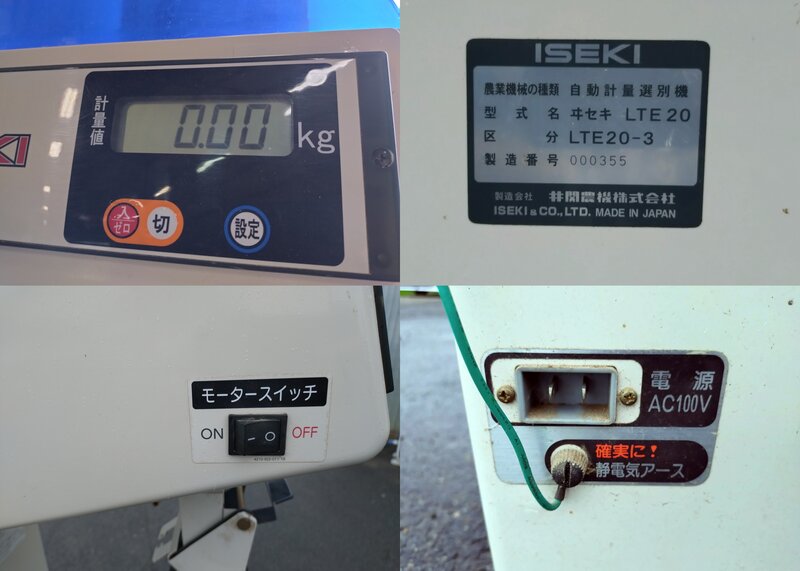 計量値
0.00 kg
入
ゼロ
切
設定
ISEKI
農業機械の種類 自動計量選別機
型式名 ヰセキ LTE20
区分 LTE20-3
製造番号 000355
製造会社 井関農機株式会社
ISEKI & CO., LTD. MADE IN JAPAN
モータースイッチ
ON OFF
電源
AC100V
確実に!
静電気アース